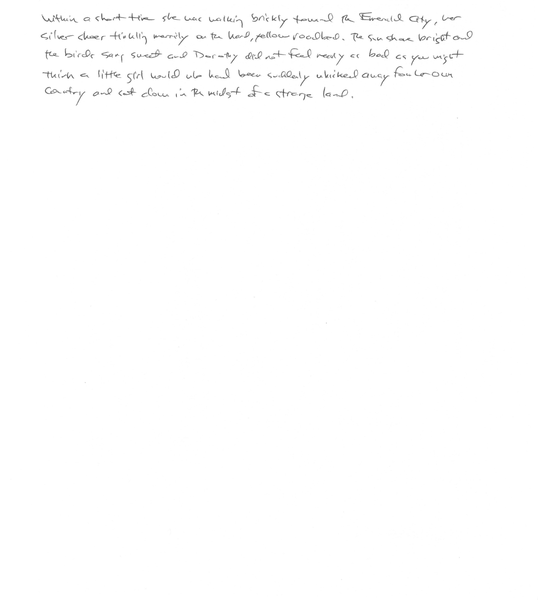 Within a short time she was walking briskly toward the Emerald City, her
silver shoes tinkling merrily on the hard, yellow roadbed. The sun shone bright and
the birds sang sweet and Dorothy did not feel nearly as bad as you might
think a little girl would who had been suddenly whisked away from her own
country and set down in the midst of a strange land.